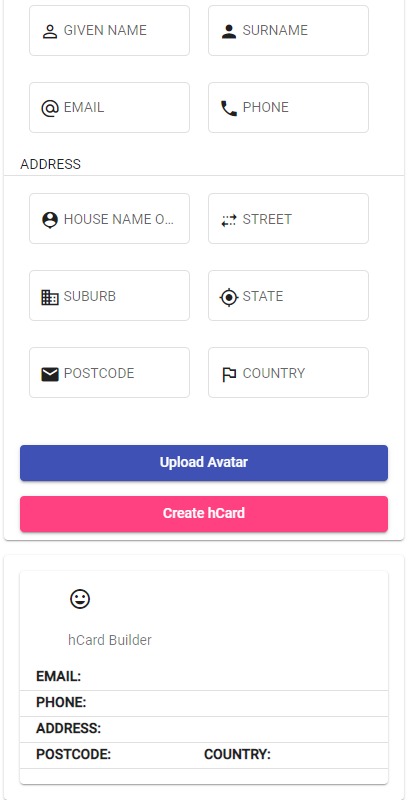 GIVEN NAME
SURNAME
EMAIL
PHONE
ADDRESS
HOUSE NAME O...
STREET
SUBURB
STATE
POSTCODE
COUNTRY
Upload Avatar
Create hCard
hCard Builder
EMAIL:
PHONE:
ADDRESS:
POSTCODE: COUNTRY: